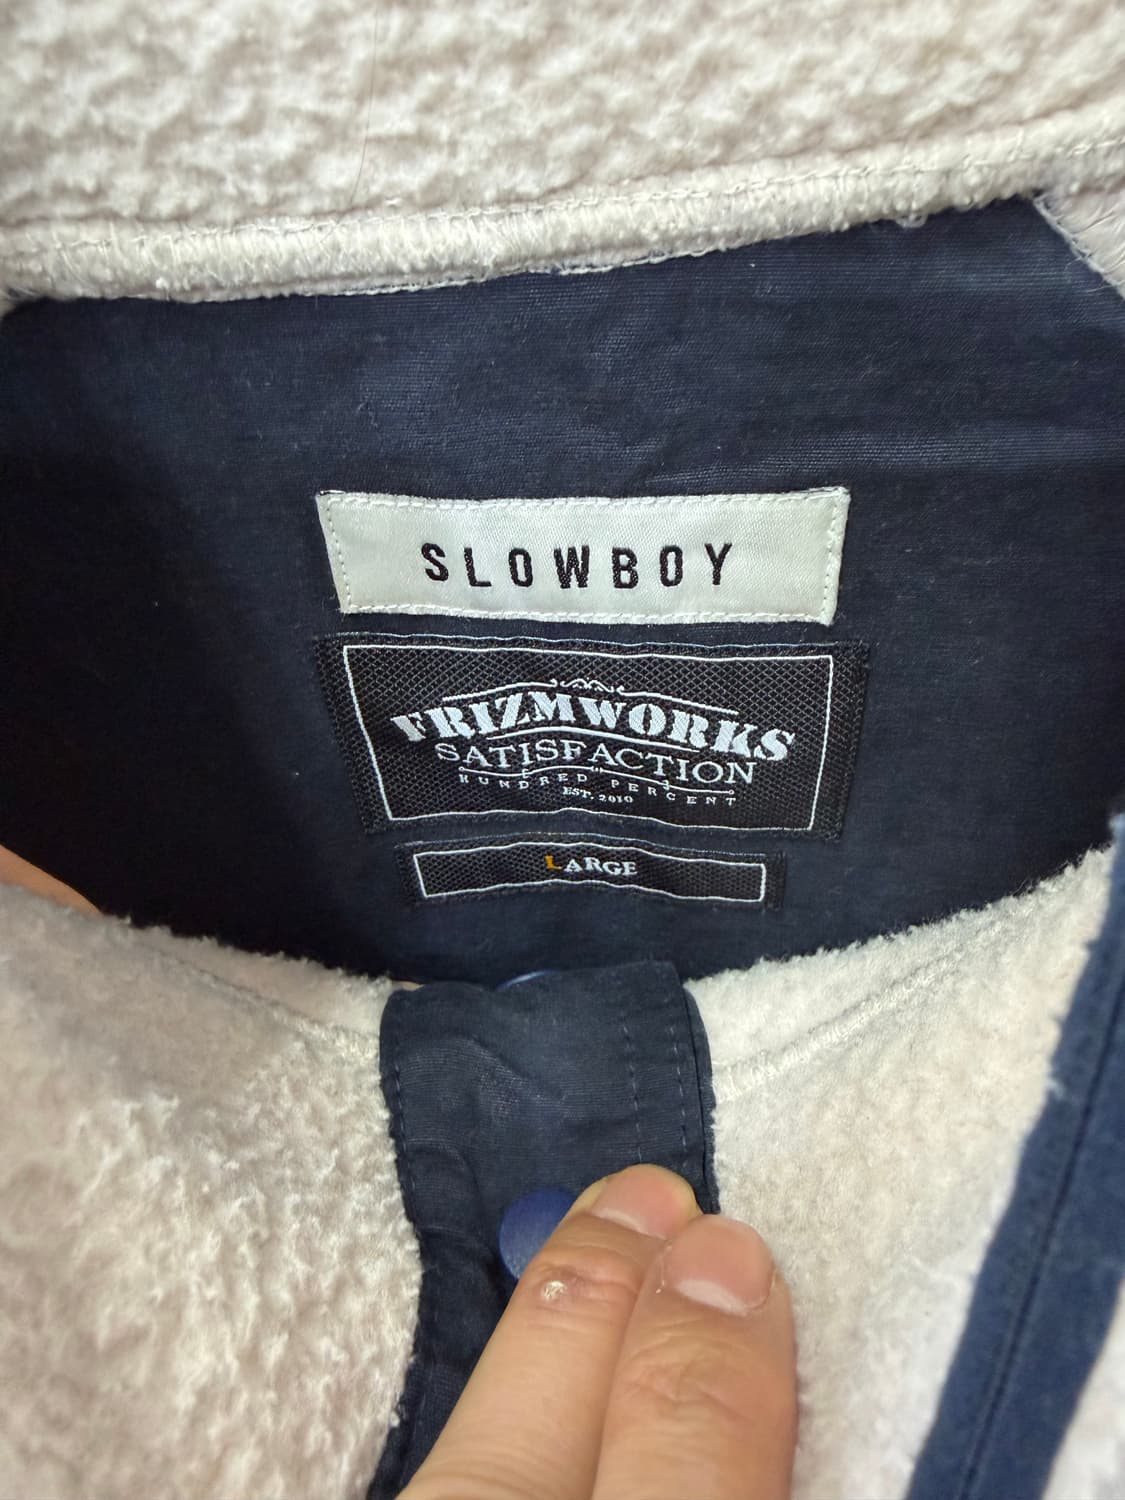 SLOWBOY
FRIZMWORKS
SATISFACTION
HUNDRED PERCENT
EST. 2010
LARGE